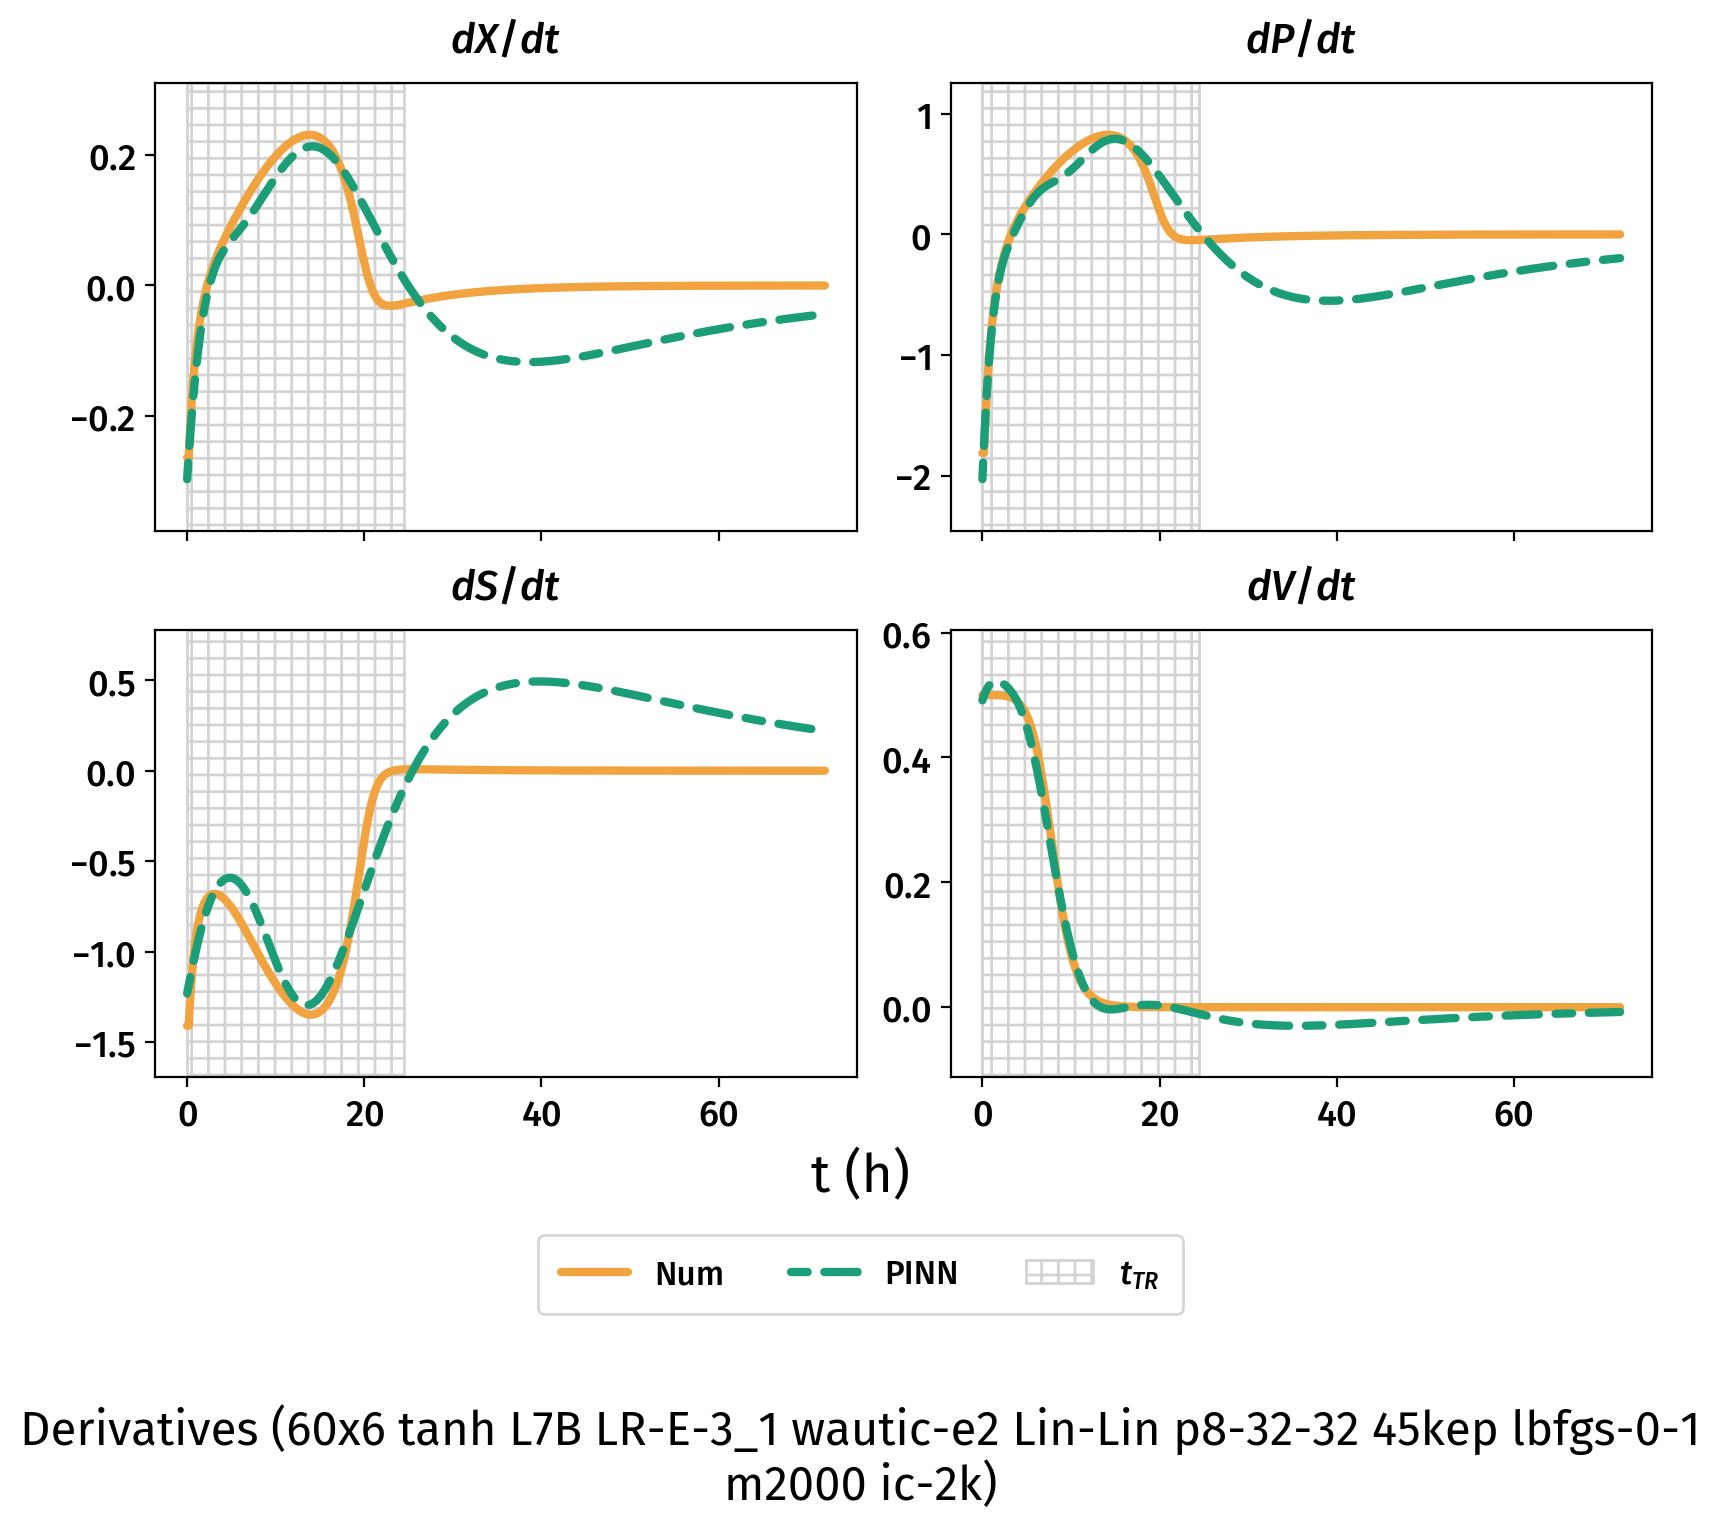 dX/dt
dP/dt
0.2
0.0
−0.2
1
0
−1
−2
dS/dt
dV/dt
0.5
0.0
−0.5
−1.0
−1.5
0.6
0.4
0.2
0.0
0 20 40 60
0 20 40 60
t (h)
Num PINN tTR
Derivatives (60x6 tanh L7B LR-E-3_1 wautic-e2 Lin-Lin p8-32-32 45kep lbfgs-0-1
m2000 ic-2k)